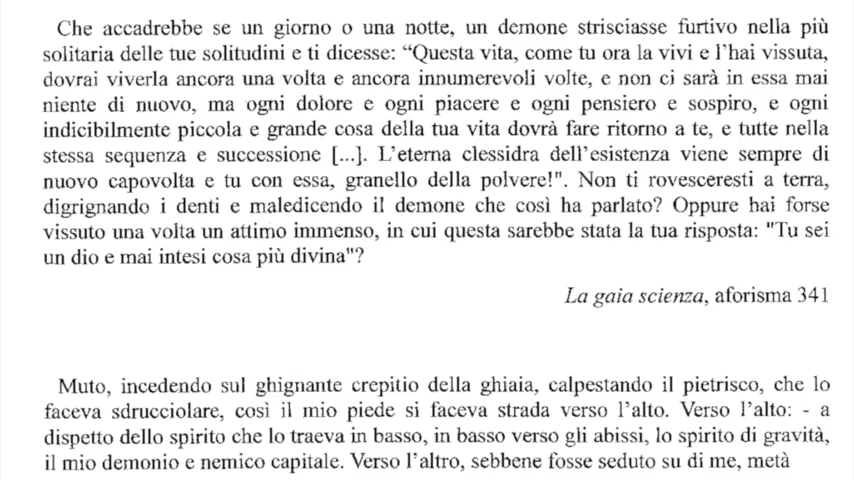 Che accadrebbe se un giorno o una notte, un demone strisciasse furtivo nella più
solitaria delle tue solitudini e ti dicesse: “Questa vita, come tu ora la vivi e l’hai vissuta,
dovrai viverla ancora una volta e ancora innumerevoli volte, e non ci sarà in essa mai
niente di nuovo, ma ogni dolore e ogni piacere e ogni pensiero e sospiro, e ogni
indicibilmente piccola e grande cosa della tua vita dovrà fare ritorno a te, e tutte nella
stessa sequenza e successione [...]. L’eterna clessidra dell’esistenza viene sempre di
nuovo capovolta e tu con essa, granello della polvere!". Non ti rovesceresti a terra,
digrignando i denti e maledicendo il demone che così ha parlato? Oppure hai forse
vissuto una volta un attimo immenso, in cui questa sarebbe stata la tua risposta: "Tu sei
un dio e mai intesi cosa più divina"?
La gaia scienza, aforisma 341
Muto, incedendo sul ghignante crepitio della ghiaia, calpestando il pietrisco, che lo
faceva sdrucciolare, così il mio piede si faceva strada verso l’alto. Verso l’alto: - a
dispetto dello spirito che lo traeva in basso, in basso verso gli abissi, lo spirito di gravità,
il mio demonio e nemico capitale. Verso l’altro, sebbene fosse seduto su di me, metà